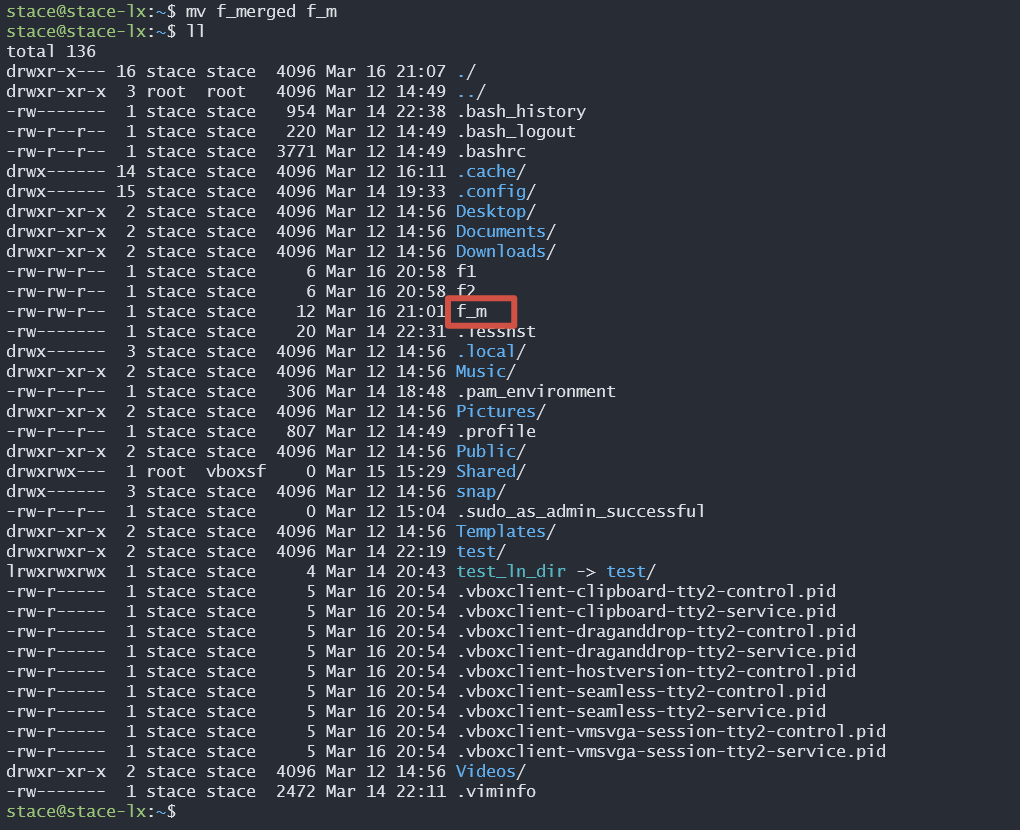 stace@stace-lx:~$ mv f_merged f_m
stace@stace-lx:~$ ll
total 136
drwxr-x--- 16 stace stace  4096 Mar 16 21:07 ./
drwxr-xr-x  3 root  root   4096 Mar 12 14:49 ../
-rw-------  1 stace stace   954 Mar 14 22:38 .bash_history
-rw-r--r--  1 stace stace   220 Mar 12 14:49 .bash_logout
-rw-r--r--  1 stace stace  3771 Mar 12 14:49 .bashrc
drwx------ 14 stace stace  4096 Mar 12 16:11 .cache/
drwx------ 15 stace stace  4096 Mar 14 19:33 .config/
drwxr-xr-x  2 stace stace  4096 Mar 12 14:56 Desktop/
drwxr-xr-x  2 stace stace  4096 Mar 12 14:56 Documents/
drwxr-xr-x  2 stace stace  4096 Mar 12 14:56 Downloads/
-rw-rw-r--  1 stace stace     6 Mar 16 20:58 f1
-rw-rw-r--  1 stace stace     6 Mar 16 20:58 f2
-rw-rw-r--  1 stace stace    12 Mar 16 21:01 f_m
-rw-------  1 stace stace    20 Mar 14 22:31 .lesshst
drwx------  3 stace stace  4096 Mar 12 14:56 .local/
drwxr-xr-x  2 stace stace  4096 Mar 12 14:56 Music/
-rw-r--r--  1 stace stace   306 Mar 14 18:48 .pam_environment
drwxr-xr-x  2 stace stace  4096 Mar 12 14:56 Pictures/
-rw-r--r--  1 stace stace   807 Mar 12 14:49 .profile
drwxr-xr-x  2 stace stace  4096 Mar 12 14:56 Public/
drwxrwx---  1 root  vboxsf    0 Mar 15 15:29 Shared/
drwx------  3 stace stace  4096 Mar 12 14:56 snap/
-rw-r--r--  1 stace stace     0 Mar 12 15:04 .sudo_as_admin_successful
drwxr-xr-x  2 stace stace  4096 Mar 12 14:56 Templates/
drwxrwxr-x  2 stace stace  4096 Mar 14 22:19 test/
lrwxrwxrwx  1 stace stace     4 Mar 14 20:43 test_ln_dir -> test/
-rw-r-----  1 stace stace     5 Mar 16 20:54 .vboxclient-clipboard-tty2-control.pid
-rw-r-----  1 stace stace     5 Mar 16 20:54 .vboxclient-clipboard-tty2-service.pid
-rw-r-----  1 stace stace     5 Mar 16 20:54 .vboxclient-draganddrop-tty2-control.pid
-rw-r-----  1 stace stace     5 Mar 16 20:54 .vboxclient-draganddrop-tty2-service.pid
-rw-r-----  1 stace stace     5 Mar 16 20:54 .vboxclient-hostversion-tty2-control.pid
-rw-r-----  1 stace stace     5 Mar 16 20:54 .vboxclient-seamless-tty2-control.pid
-rw-r-----  1 stace stace     5 Mar 16 20:54 .vboxclient-seamless-tty2-service.pid
-rw-r-----  1 stace stace     5 Mar 16 20:54 .vboxclient-vmsvga-session-tty2-control.pid
-rw-r-----  1 stace stace     5 Mar 16 20:54 .vboxclient-vmsvga-session-tty2-service.pid
drwxr-xr-x  2 stace stace  4096 Mar 12 14:56 Videos/
-rw-------  1 stace stace  2472 Mar 14 22:11 .viminfo
stace@stace-lx:~$